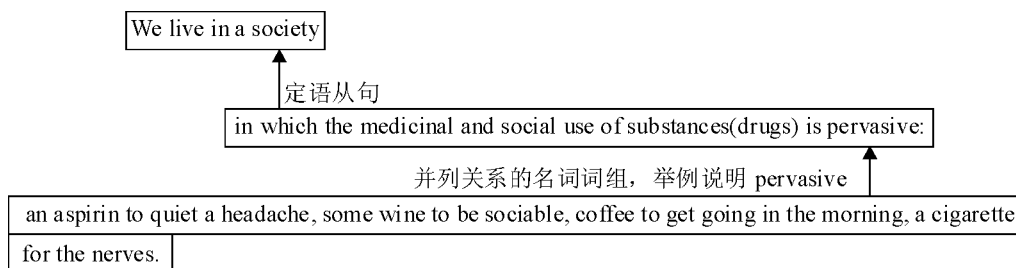 We live in a society
定语从句
in which the medicinal and social use of substances(drugs) is pervasive:
并列关系的名词词组，举例说明 pervasive
an aspirin to quiet a headache, some wine to be sociable, coffee to get going in the morning, a cigarette
for the nerves.